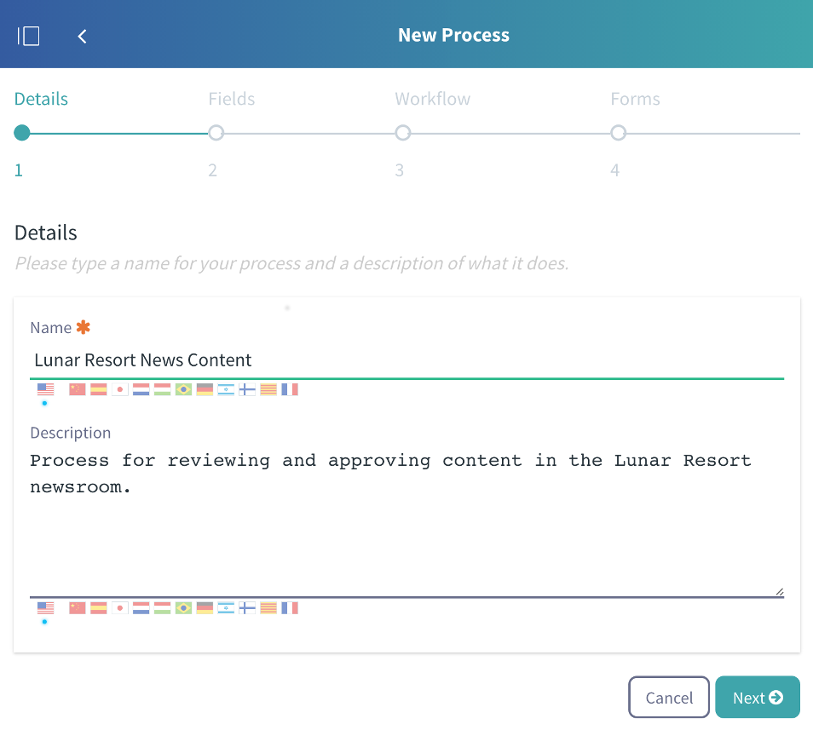 New Process
Details Fields Workflow Forms
1 2 3 4
Details
Please type a name for your process and a description of what it does.
Name ✱
Lunar Resort News Content
Description
Process for reviewing and approving content in the Lunar Resort
newsroom.
Cancel Next